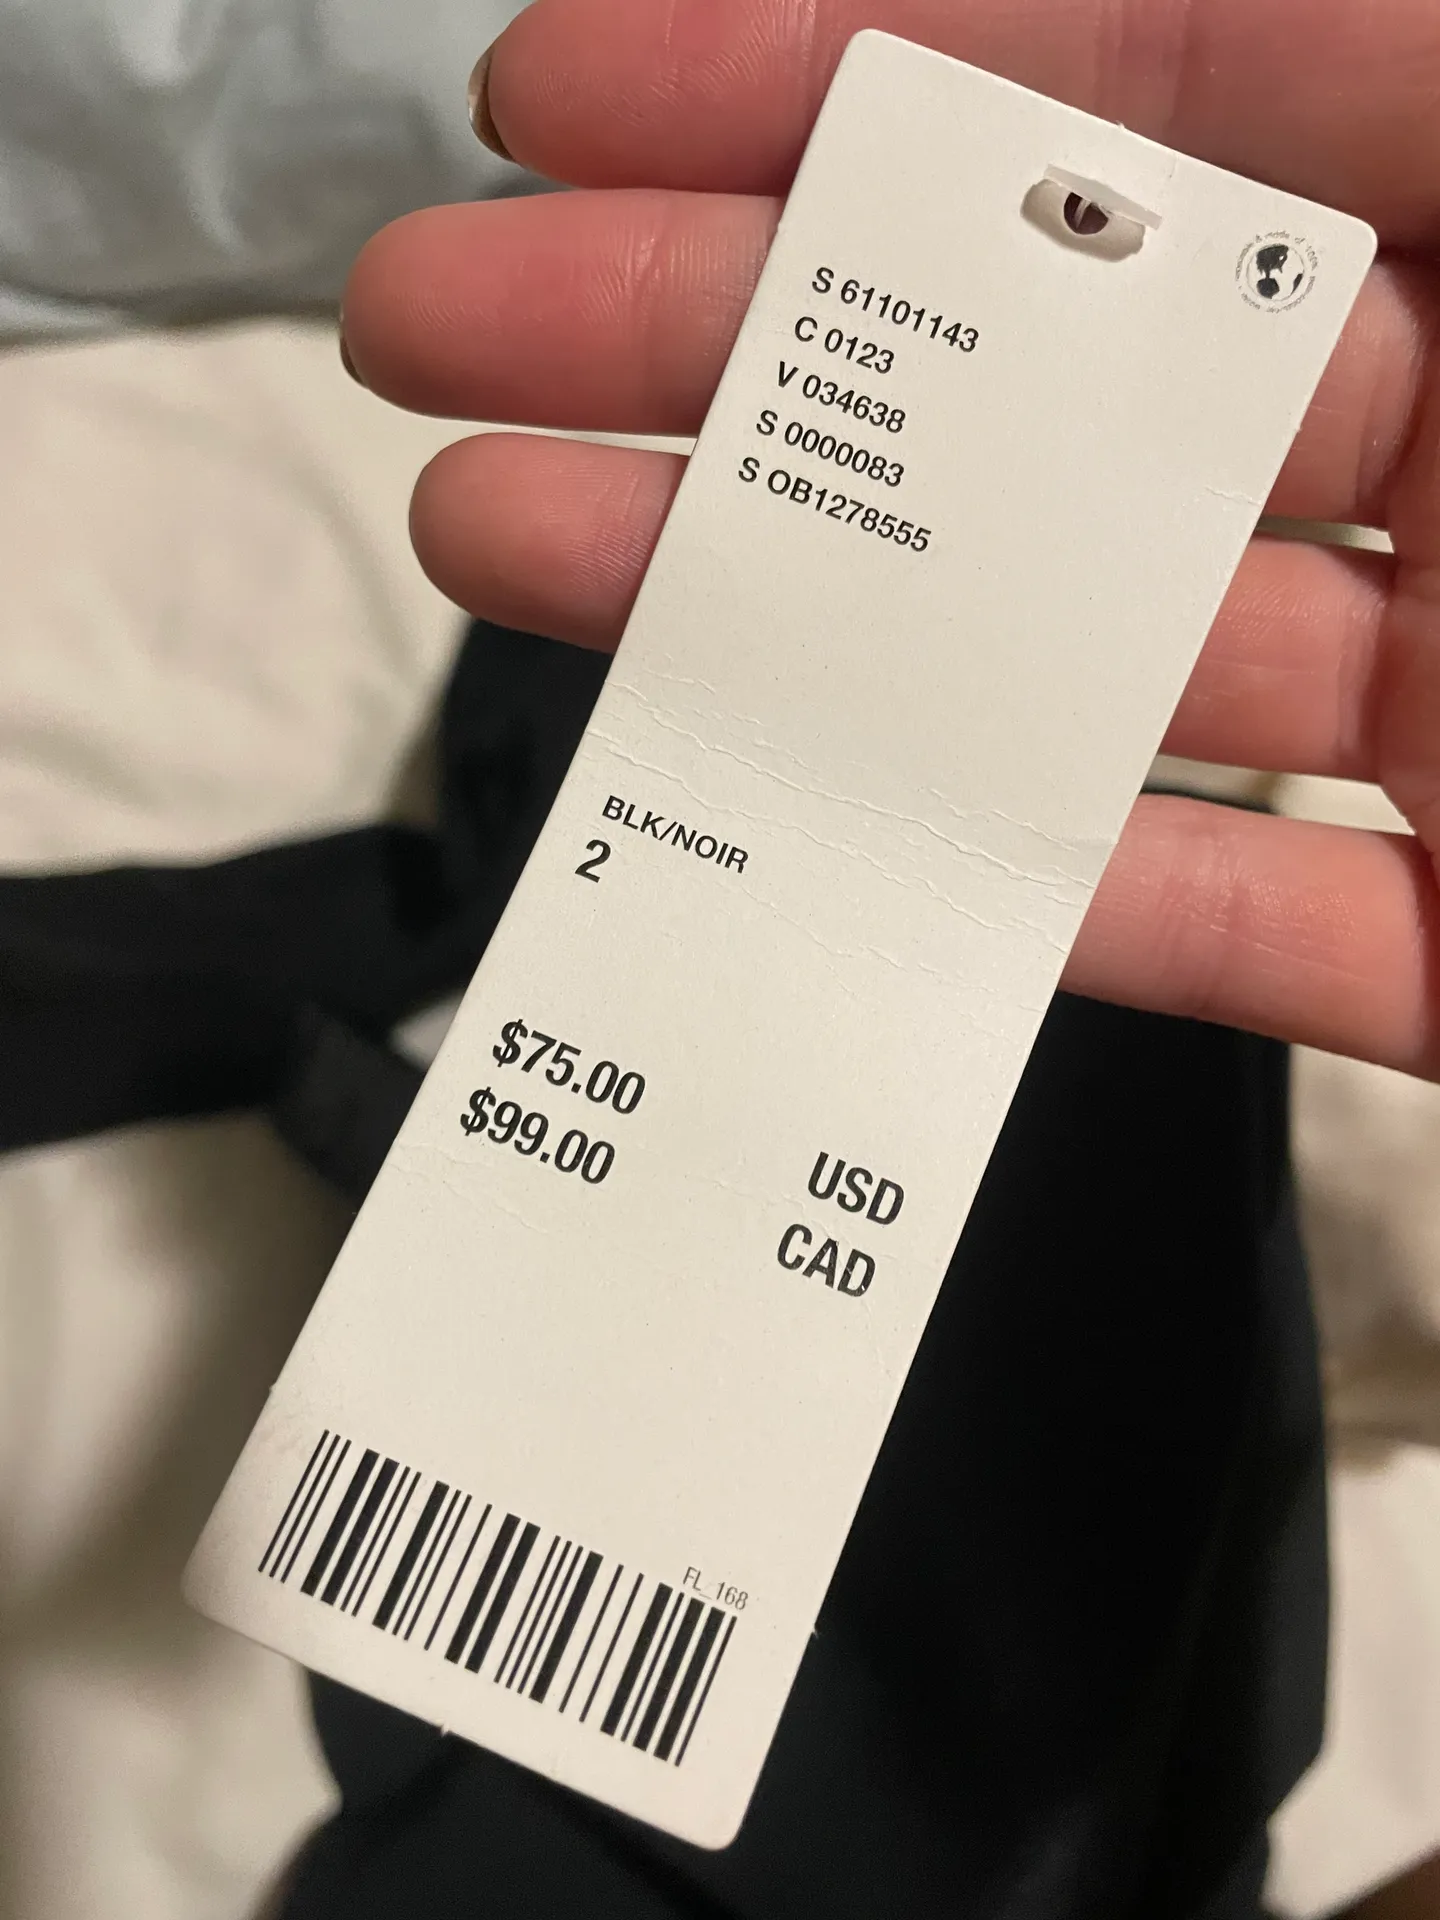 S 61101143
C 0123
V 034638
S 0000083
S OB1278555
BLK/NOIR
2
$75.00 USD
$99.00 CAD
FL_168